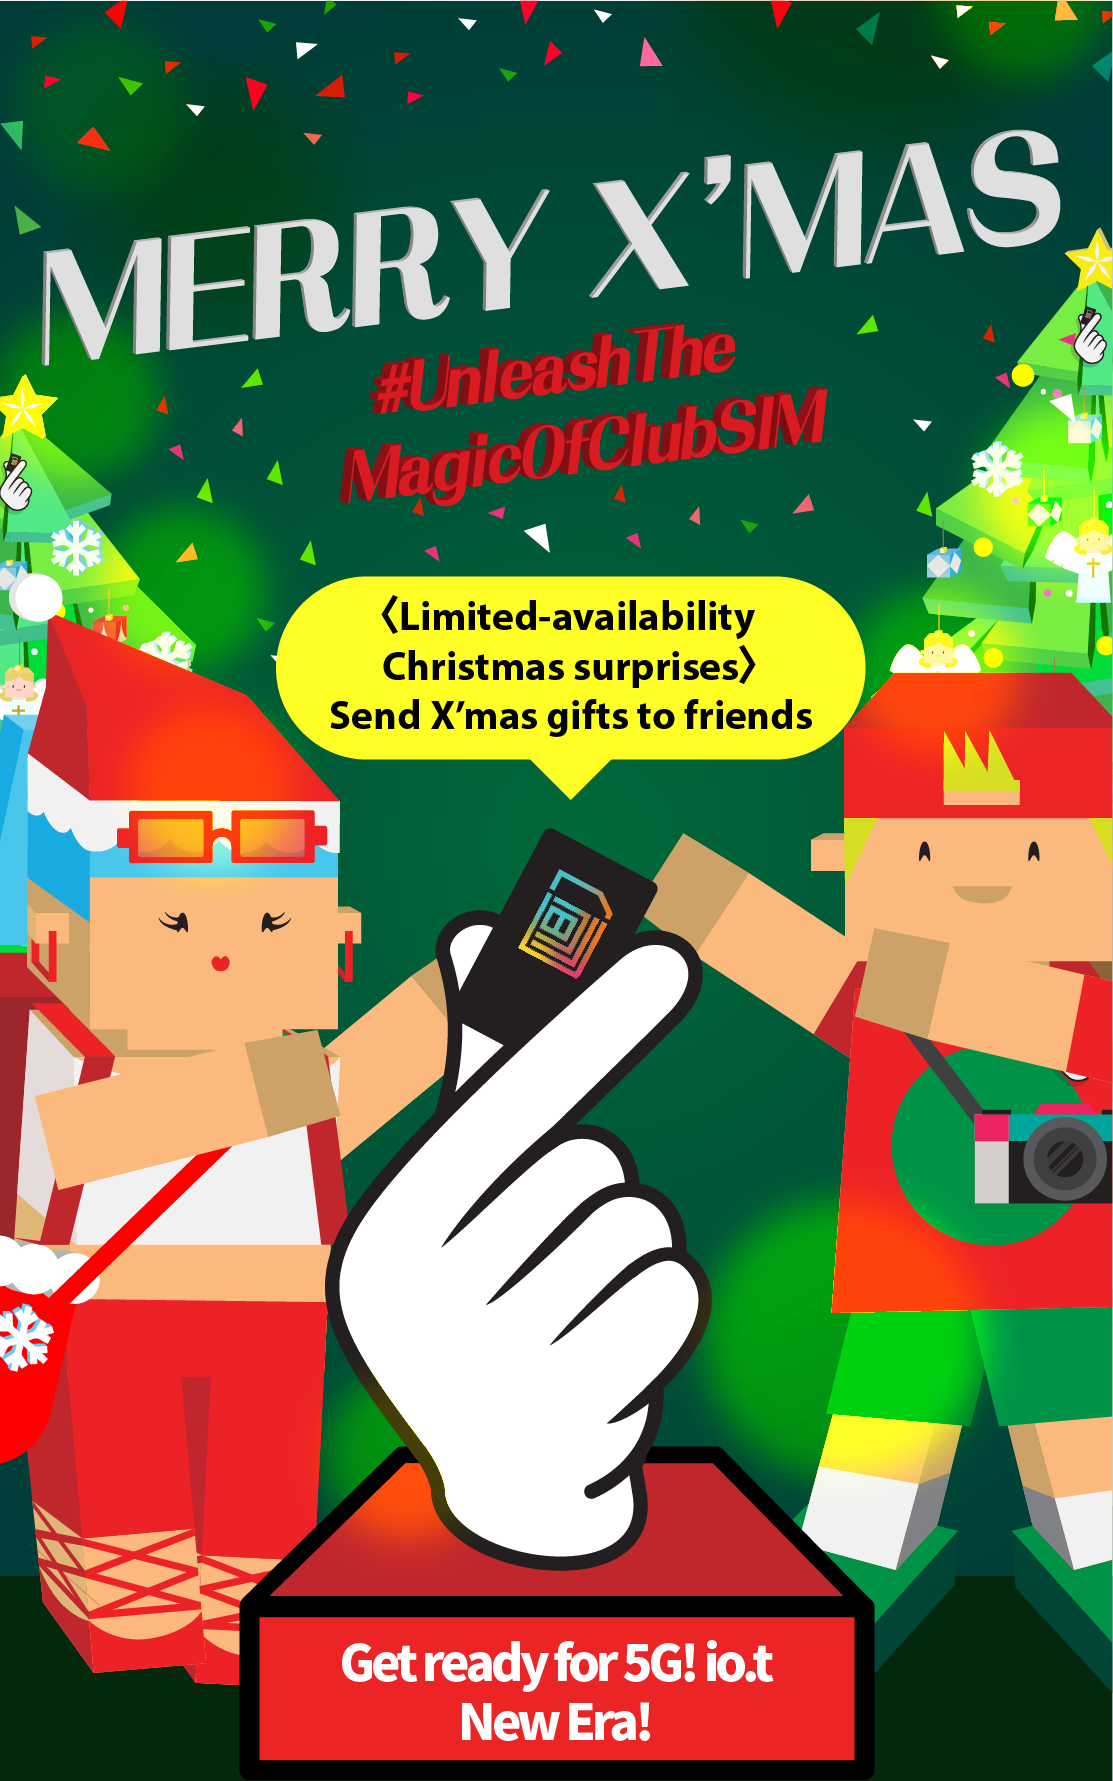 MERRY X’MAS
#UnleashThe
MagicOfClubSIM
〈Limited-availability
Christmas surprises〉
Send X’mas gifts to friends
Get ready for 5G! io.t
New Era!